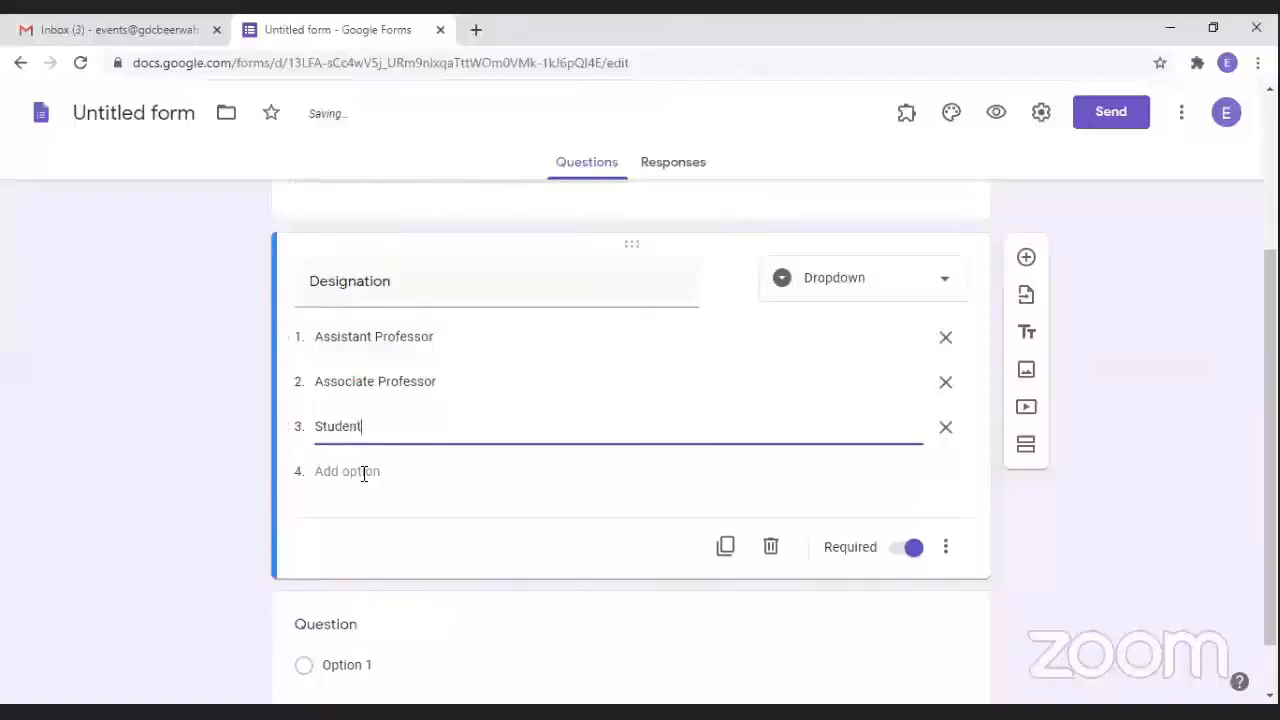 Inbox (3) - events@gdcbeerwah
Untitled form - Google Forms
docs.google.com/forms/d/13LFA-sCc4wV5j_URm9nIxqaTttWOm0VMk-1kJ6pQl4E/edit
E
Untitled form
Saving...
Send
E
Questions
Responses
Designation
Dropdown
1. Assistant Professor
2. Associate Professor
3. Student
4. Add option
Required
Question
Option 1
zoom